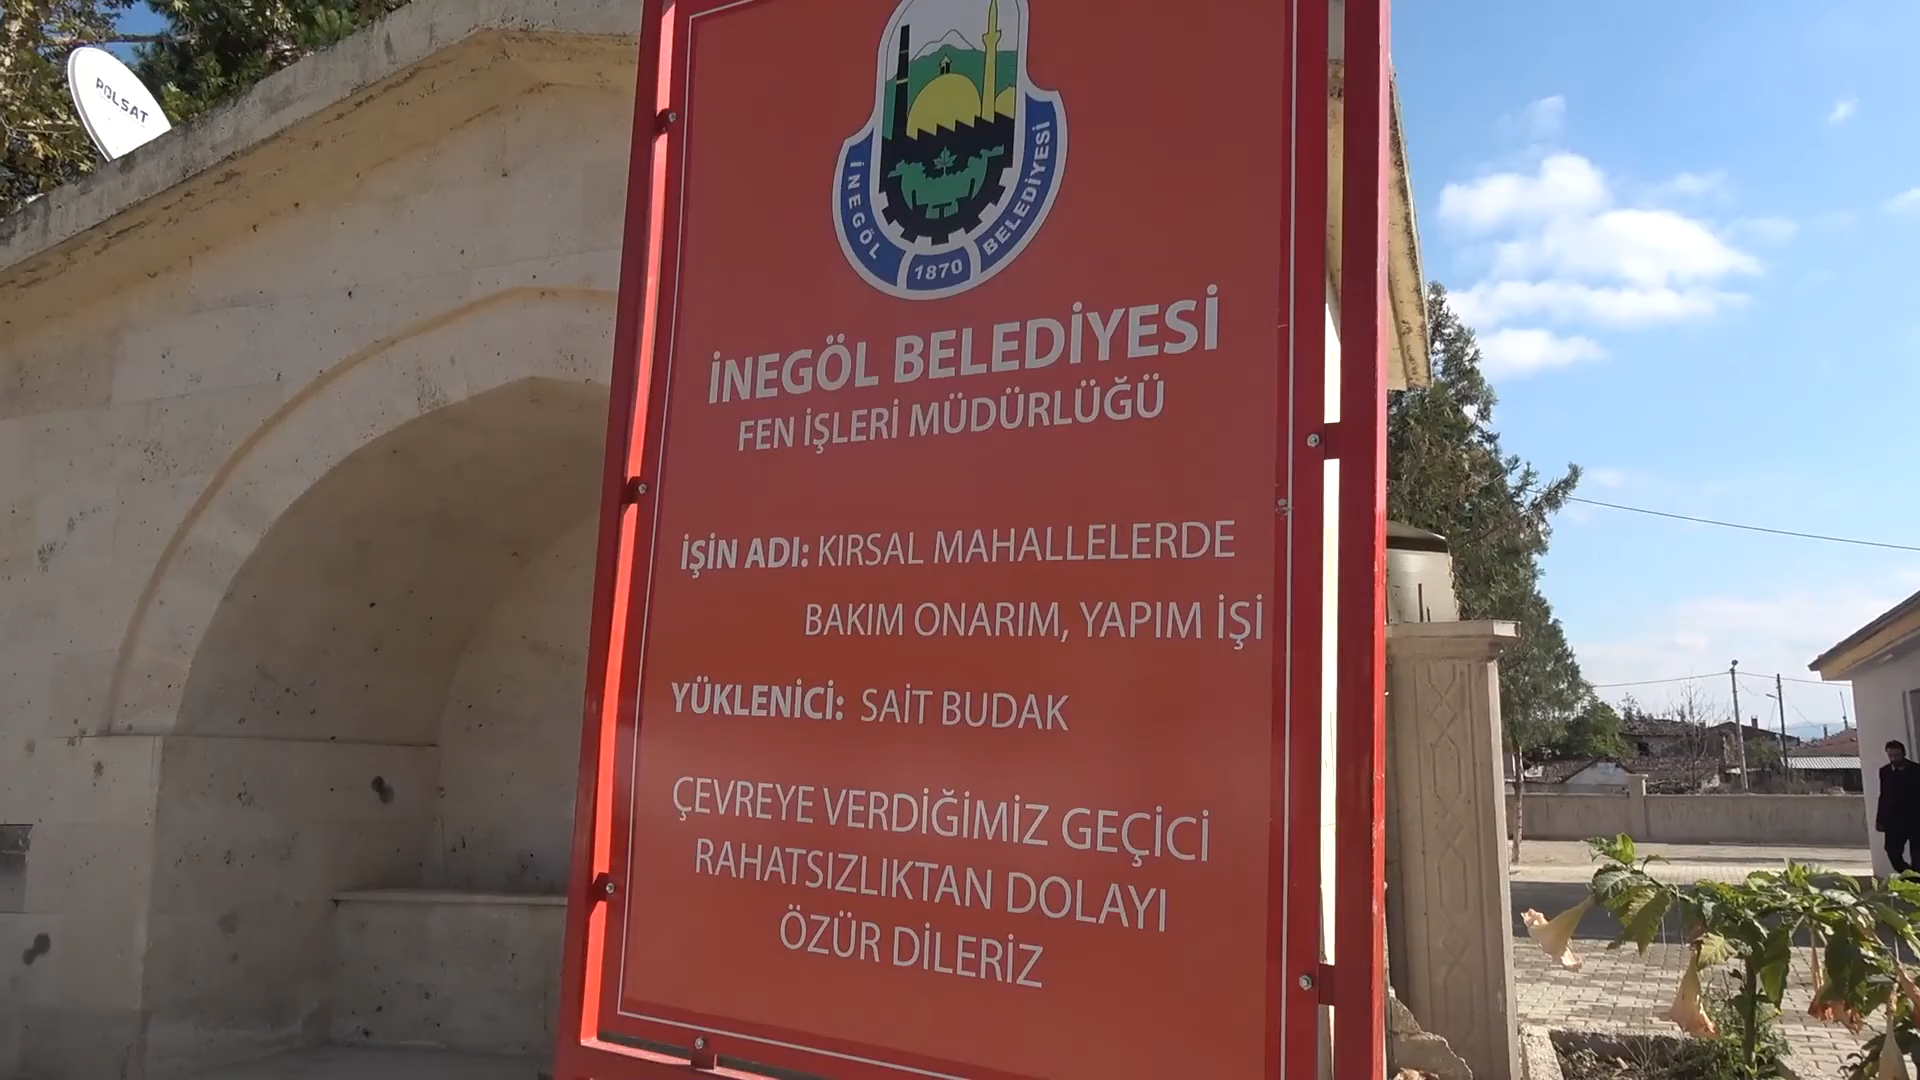 POLSAT
İNEGÖL 1870 BELEDİYESİ
İNEGÖL BELEDİYESİ
FEN İŞLERİ MÜDÜRLÜĞÜ
İŞİN ADI: KIRSAL MAHALLELERDE
BAKIM ONARIM, YAPIM İŞİ
YÜKLENİCİ: SAİT BUDAK
ÇEVREYE VERDİĞİMİZ GEÇİCİ
RAHATSIZLIKTAN DOLAYI
ÖZÜR DİLERİZ